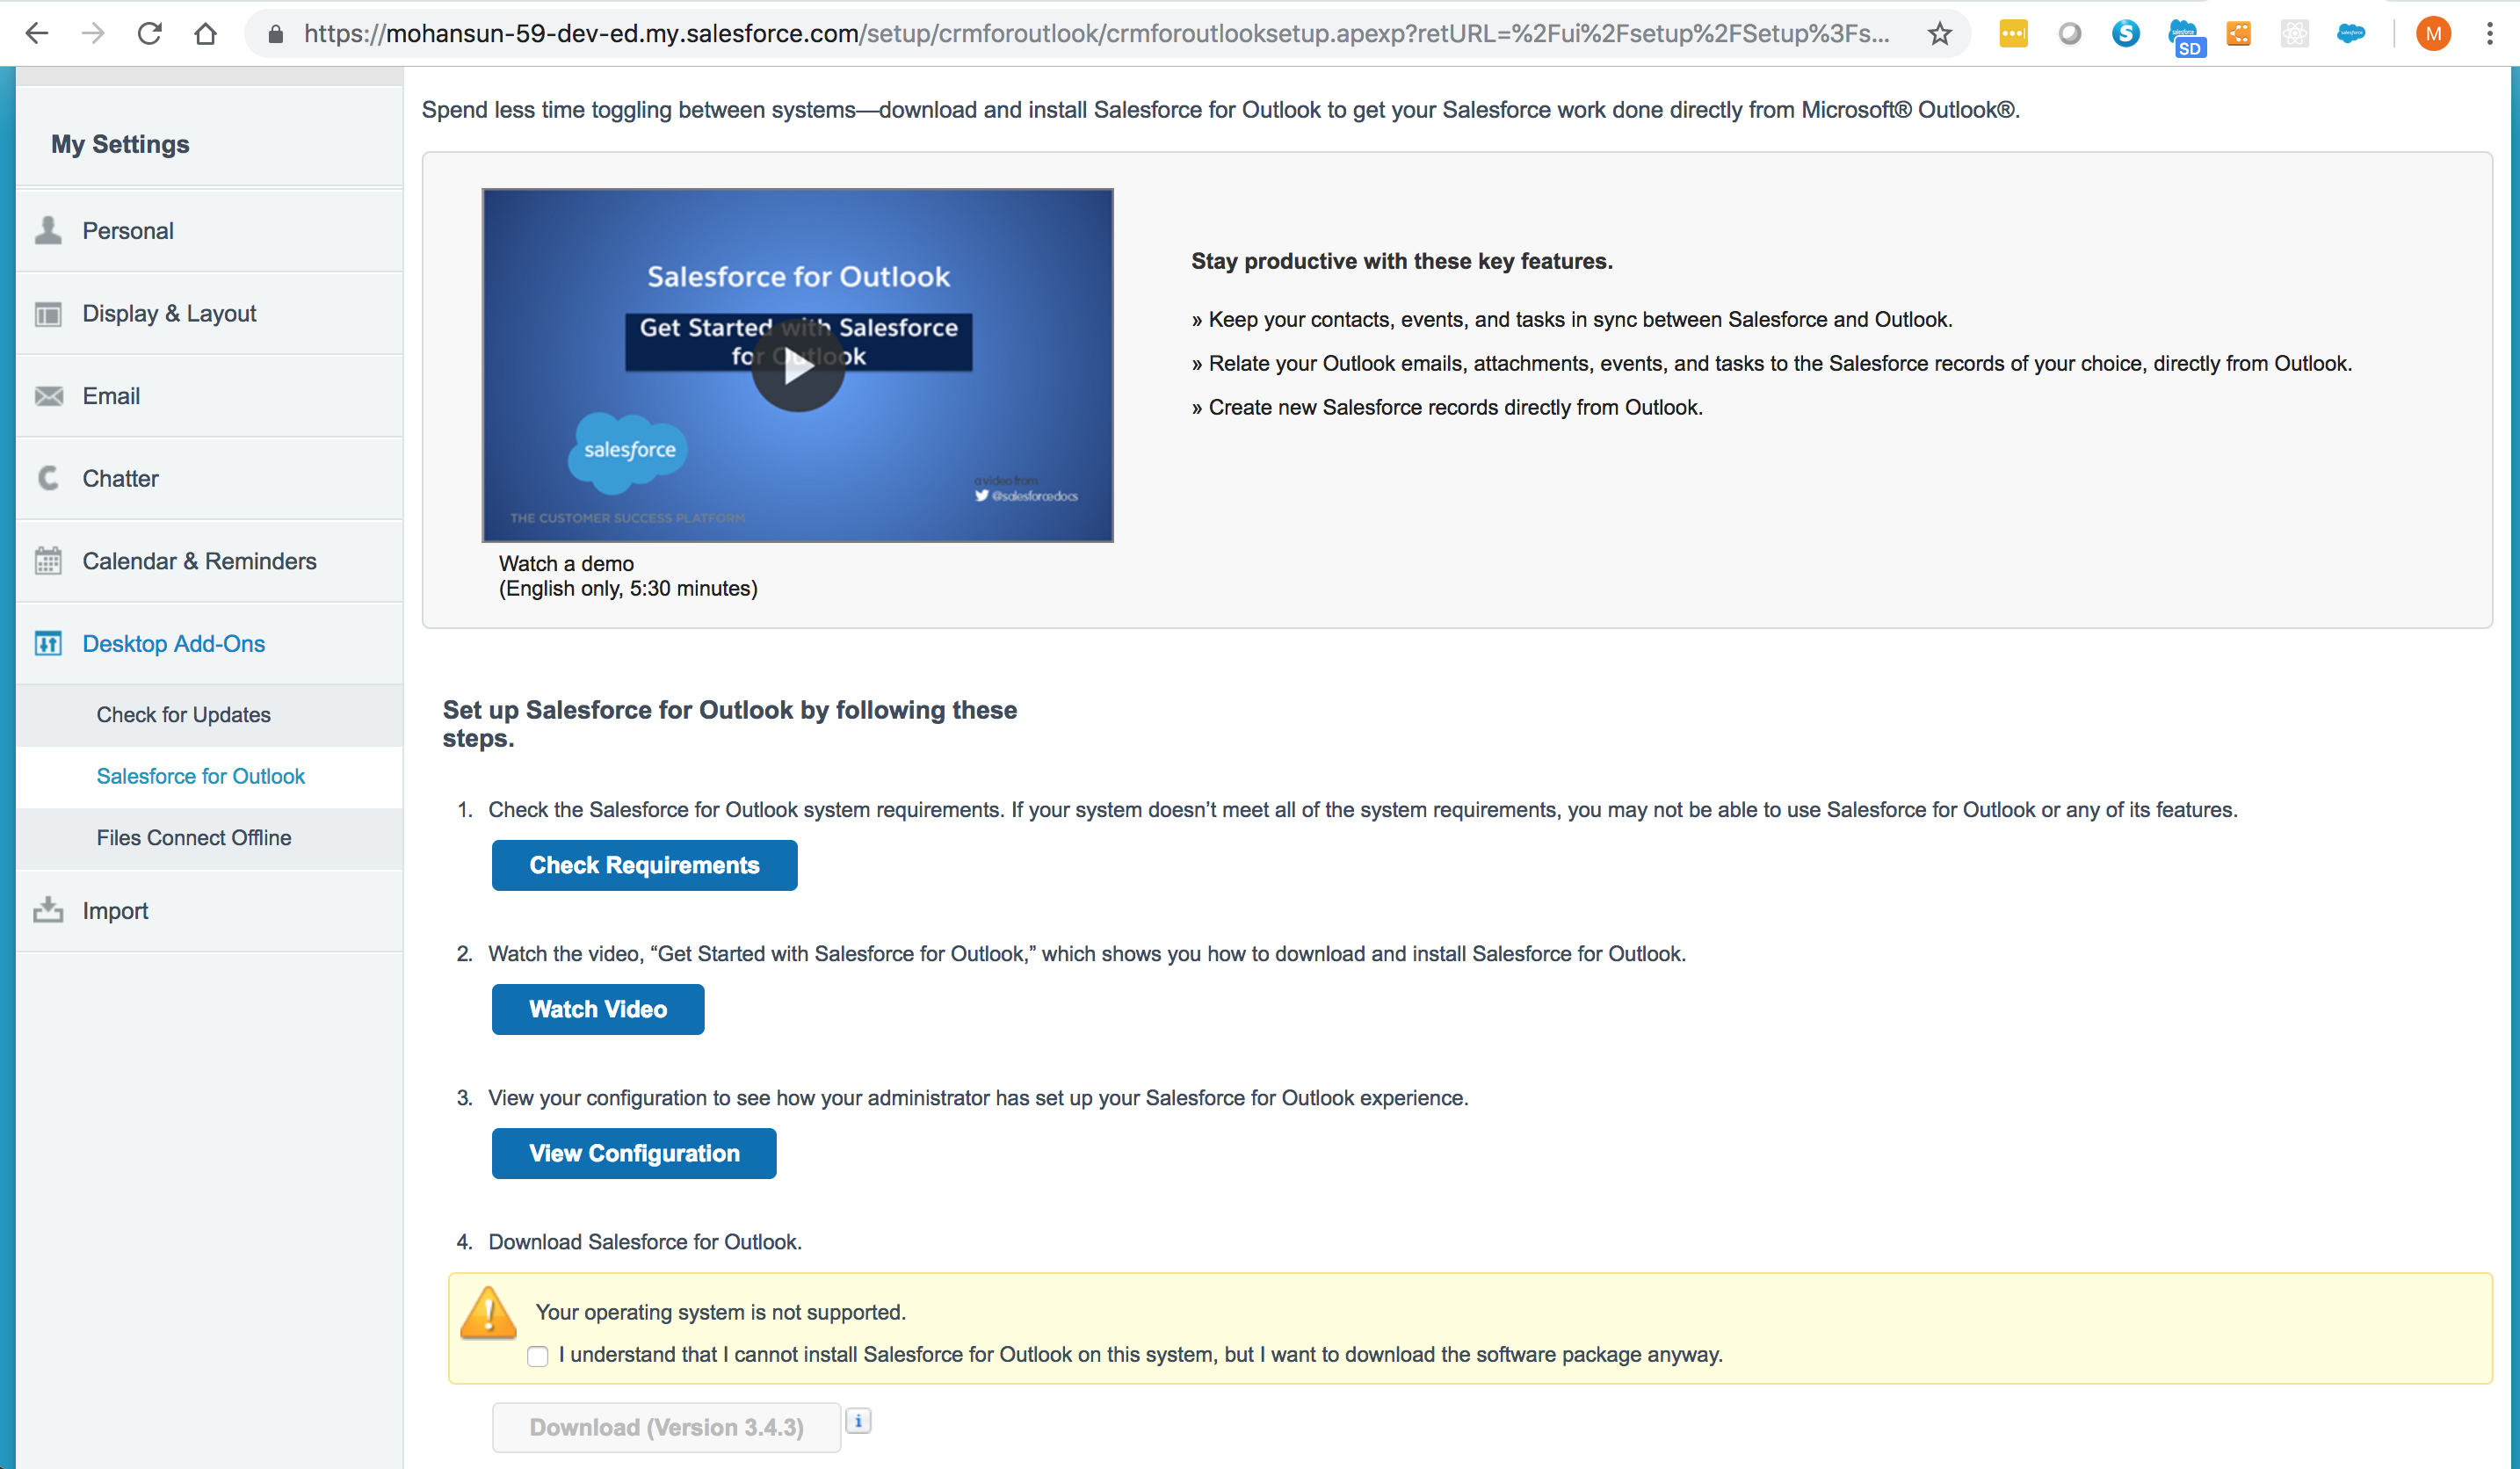 https://mohansun-59-dev-ed.my.salesforce.com/setup/crmforoutlook/crmforoutlooksetup.apexp?retURL=%2Fui%2Fsetup%2FSetup%3Fs...
S
salesforce
SD
salesforce
M
My Settings
Personal
Display & Layout
Email
Chatter
Calendar & Reminders
Desktop Add-Ons
Check for Updates
Salesforce for Outlook
Files Connect Offline
Import
Spend less time toggling between systems—download and install Salesforce for Outlook to get your Salesforce work done directly from Microsoft® Outlook®.
Salesforce for Outlook
Get Started with Salesforce
for Outlook
salesforce
a video from
@salesforcedocs
THE CUSTOMER SUCCESS PLATFORM
Watch a demo
(English only, 5:30 minutes)
Stay productive with these key features.
» Keep your contacts, events, and tasks in sync between Salesforce and Outlook.
» Relate your Outlook emails, attachments, events, and tasks to the Salesforce records of your choice, directly from Outlook.
» Create new Salesforce records directly from Outlook.
Set up Salesforce for Outlook by following these
steps.
1. Check the Salesforce for Outlook system requirements. If your system doesn’t meet all of the system requirements, you may not be able to use Salesforce for Outlook or any of its features.
Check Requirements
2. Watch the video, “Get Started with Salesforce for Outlook,” which shows you how to download and install Salesforce for Outlook.
Watch Video
3. View your configuration to see how your administrator has set up your Salesforce for Outlook experience.
View Configuration
4. Download Salesforce for Outlook.
Your operating system is not supported.
I understand that I cannot install Salesforce for Outlook on this system, but I want to download the software package anyway.
Download (Version 3.4.3)
i